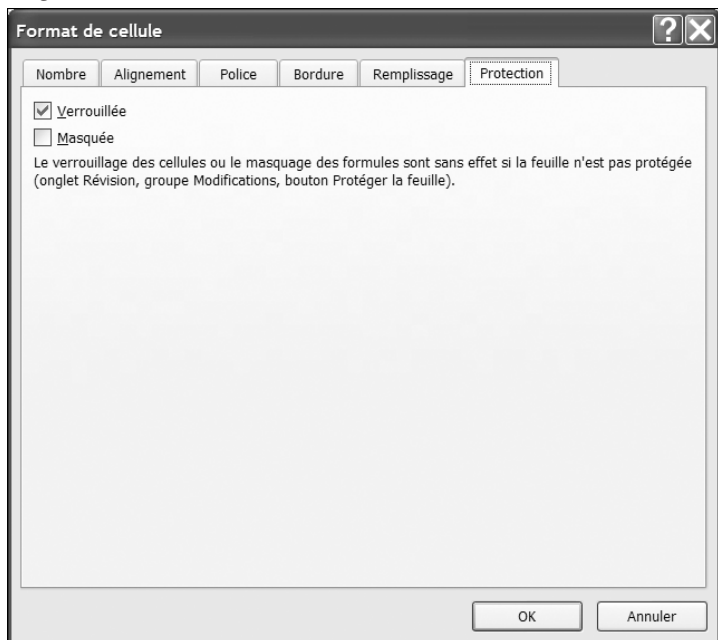 Format de cellule
Nombre Alignement Police Bordure Remplissage Protection
Verrouillée
Masquée
Le verrouillage des cellules ou le masquage des formules sont sans effet si la feuille n'est pas protégée
(onglet Révision, groupe Modifications, bouton Protéger la feuille).
OK Annuler